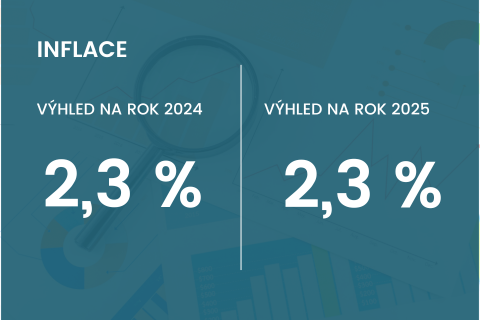 INFLACE
VÝHLED NA ROK 2024
2,3 %
VÝHLED NA ROK 2025
2,3 %